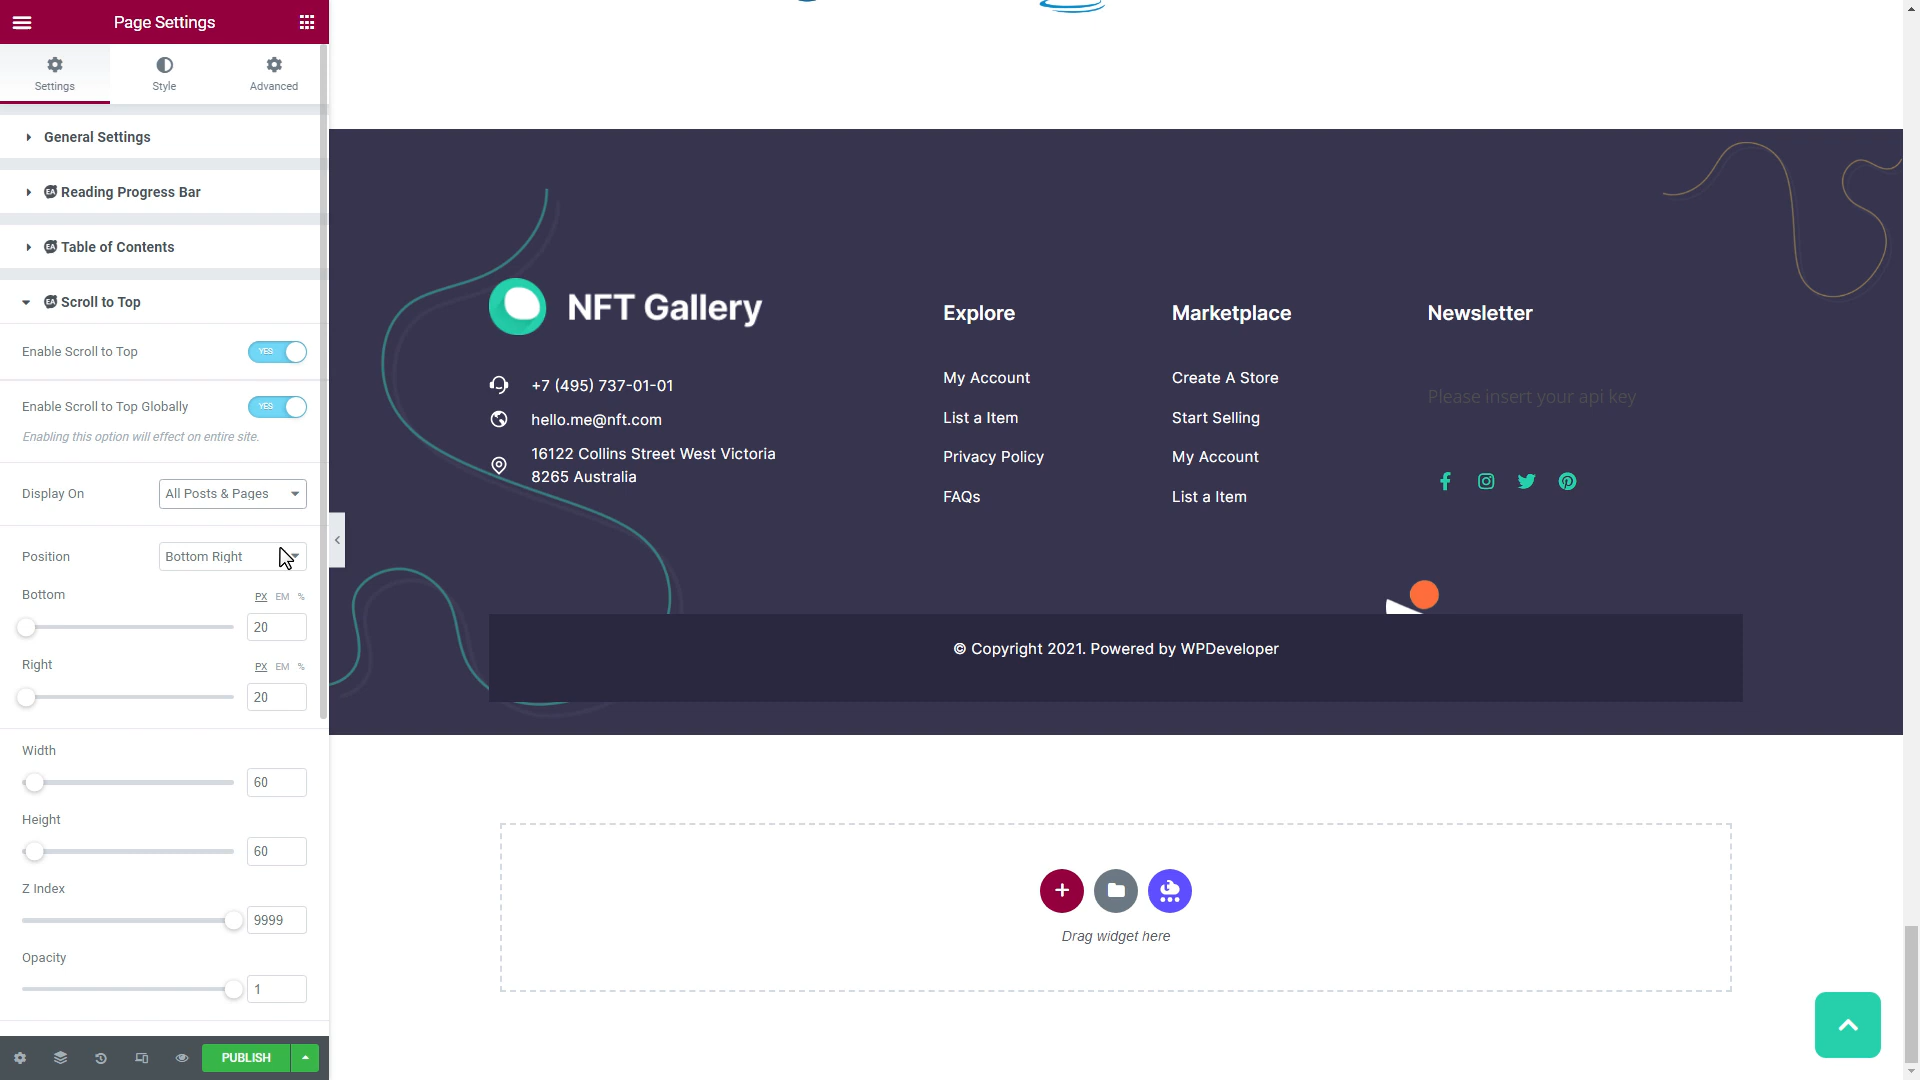 Page Settings
Settings
Style
Advanced
General Settings
EA Reading Progress Bar
EA Table of Contents
EA Scroll to Top
Enable Scroll to Top
YES
Enable Scroll to Top Globally
YES
Enabling this option will effect on entire site.
Display On
All Posts & Pages
Position
Bottom Right
Bottom
PX EM %
20
Right
PX EM %
20
Width
60
Height
60
Z Index
9999
Opacity
1
PUBLISH
NFT Gallery
+7 (495) 737-01-01
hello.me@nft.com
16122 Collins Street West Victoria
8265 Australia
Explore
My Account
List a Item
Privacy Policy
FAQs
Marketplace
Create A Store
Start Selling
My Account
List a Item
Newsletter
Please insert your api key
© Copyright 2021. Powered by WPDeveloper
Drag widget here